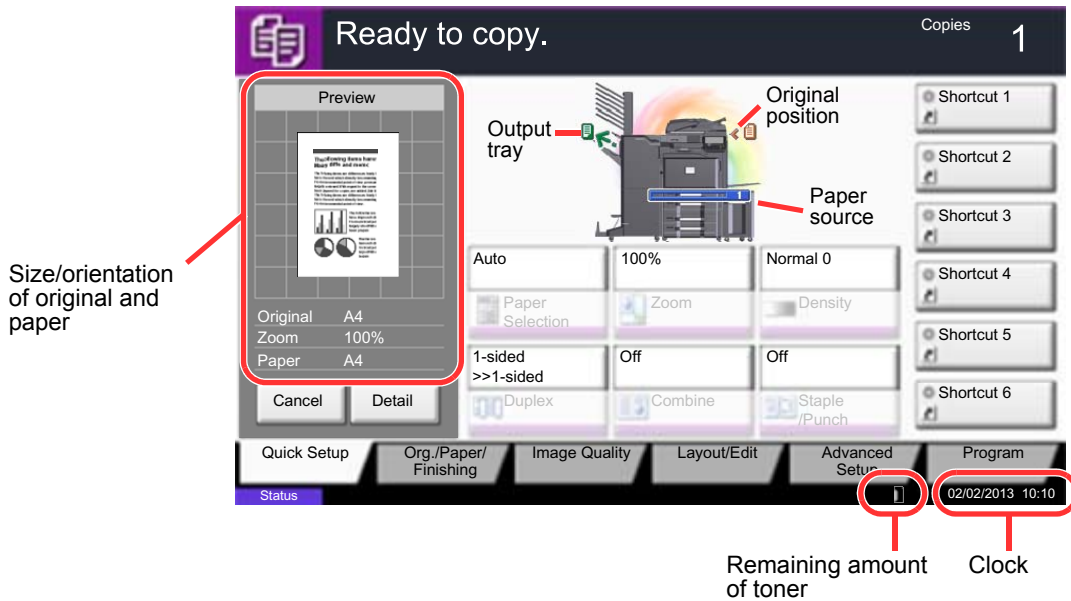 Ready to copy.
Copies
1
Preview
Original A4
Zoom 100%
Paper A4
Cancel
Detail
Size/orientation
of original and
paper
Output
tray
Original
position
1
Paper
source
Auto
Paper
Selection
100%
Zoom
Normal 0
Density
1-sided
>>1-sided
Duplex
Off
Combine
Off
Staple
/Punch
Shortcut 1
Shortcut 2
Shortcut 3
Shortcut 4
Shortcut 5
Shortcut 6
Quick Setup
Org./Paper/
Finishing
Image Quality
Layout/Edit
Advanced
Setup
Program
Status
02/02/2013 10:10
Remaining amount
of toner
Clock